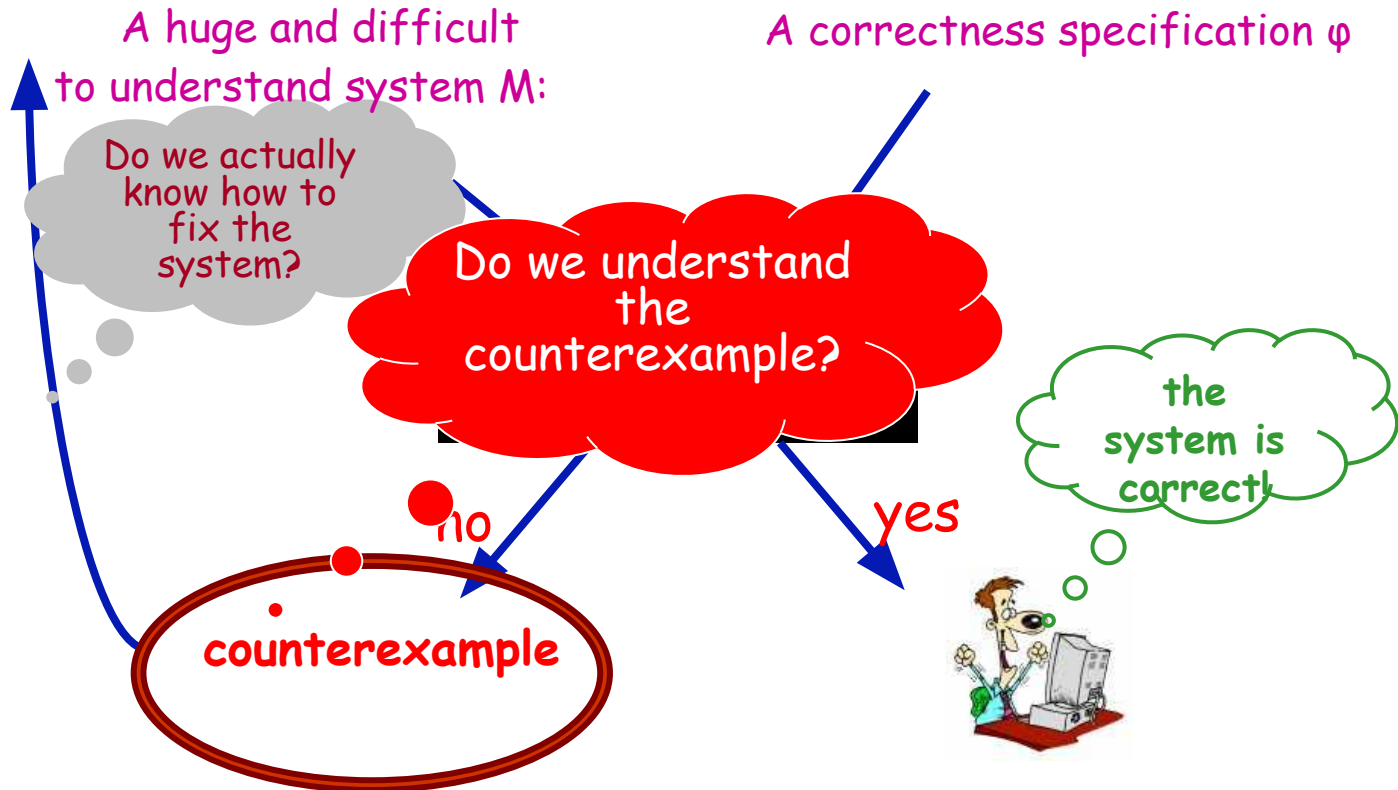 A huge and difficult
to understand system M:
A correctness specification φ
Do we actually
know how to
fix the
system?
Do we understand
the
counterexample?
the
system is
correct!
no
yes
counterexample